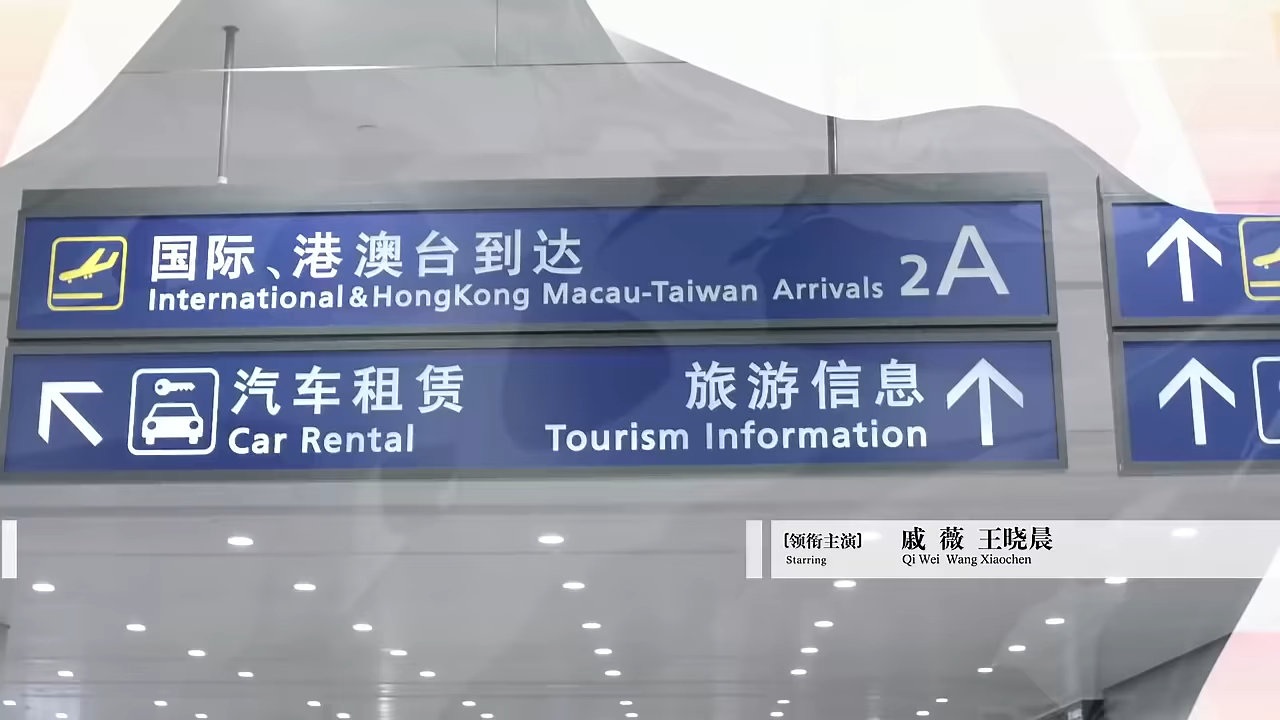 国际、港澳台到达
International&HongKong Macau-Taiwan Arrivals
2A
汽车租赁
Car Rental
旅游信息
Tourism Information
[领衔主演] 戚 薇 王晓晨
Starring Qi Wei Wang Xiaochen